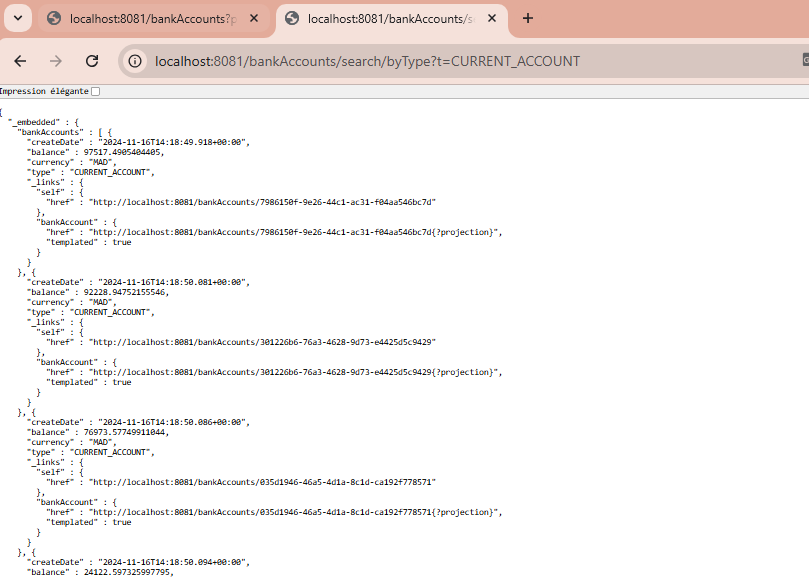 localhost:8081/bankAccounts?p
localhost:8081/bankAccounts/se
localhost:8081/bankAccounts/search/byType?t=CURRENT_ACCOUNT
Impression élégante
{
"_embedded" : {
"bankAccounts" : [ {
"createDate" : "2024-11-16T14:18:49.918+00:00",
"balance" : 97517.4905404405,
"currency" : "MAD",
"type" : "CURRENT_ACCOUNT",
"_links" : {
"self" : {
"href" : "http://localhost:8081/bankAccounts/7986150f-9e26-44c1-ac31-f04aa546bc7d"
},
"bankAccount" : {
"href" : "http://localhost:8081/bankAccounts/7986150f-9e26-44c1-ac31-f04aa546bc7d{?projection}",
"templated" : true
}
}
}, {
"createDate" : "2024-11-16T14:18:50.081+00:00",
"balance" : 92228.94752155546,
"currency" : "MAD",
"type" : "CURRENT_ACCOUNT",
"_links" : {
"self" : {
"href" : "http://localhost:8081/bankAccounts/301226b6-76a3-4628-9d73-e4425d5c9429"
},
"bankAccount" : {
"href" : "http://localhost:8081/bankAccounts/301226b6-76a3-4628-9d73-e4425d5c9429{?projection}",
"templated" : true
}
}
}, {
"createDate" : "2024-11-16T14:18:50.086+00:00",
"balance" : 76973.57749911044,
"currency" : "MAD",
"type" : "CURRENT_ACCOUNT",
"_links" : {
"self" : {
"href" : "http://localhost:8081/bankAccounts/035d1946-46a5-4d1a-8c1d-ca192f778571"
},
"bankAccount" : {
"href" : "http://localhost:8081/bankAccounts/035d1946-46a5-4d1a-8c1d-ca192f778571{?projection}",
"templated" : true
}
}
}, {
"createDate" : "2024-11-16T14:18:50.094+00:00",
"balance" : 24122.597325997795,